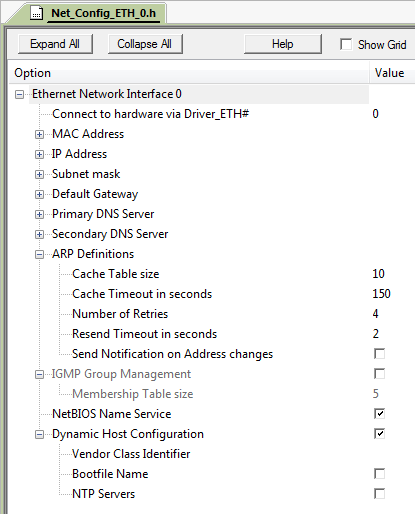 Net_Config_ETH_0.h
Expand All Collapse All Help Show Grid
Option Value
Ethernet Network Interface 0
Connect to hardware via Driver_ETH# 0
MAC Address
IP Address
Subnet mask
Default Gateway
Primary DNS Server
Secondary DNS Server
ARP Definitions
Cache Table size 10
Cache Timeout in seconds 150
Number of Retries 4
Resend Timeout in seconds 2
Send Notification on Address changes
IGMP Group Management
Membership Table size 5
NetBIOS Name Service
Dynamic Host Configuration
Vendor Class Identifier
Bootfile Name
NTP Servers